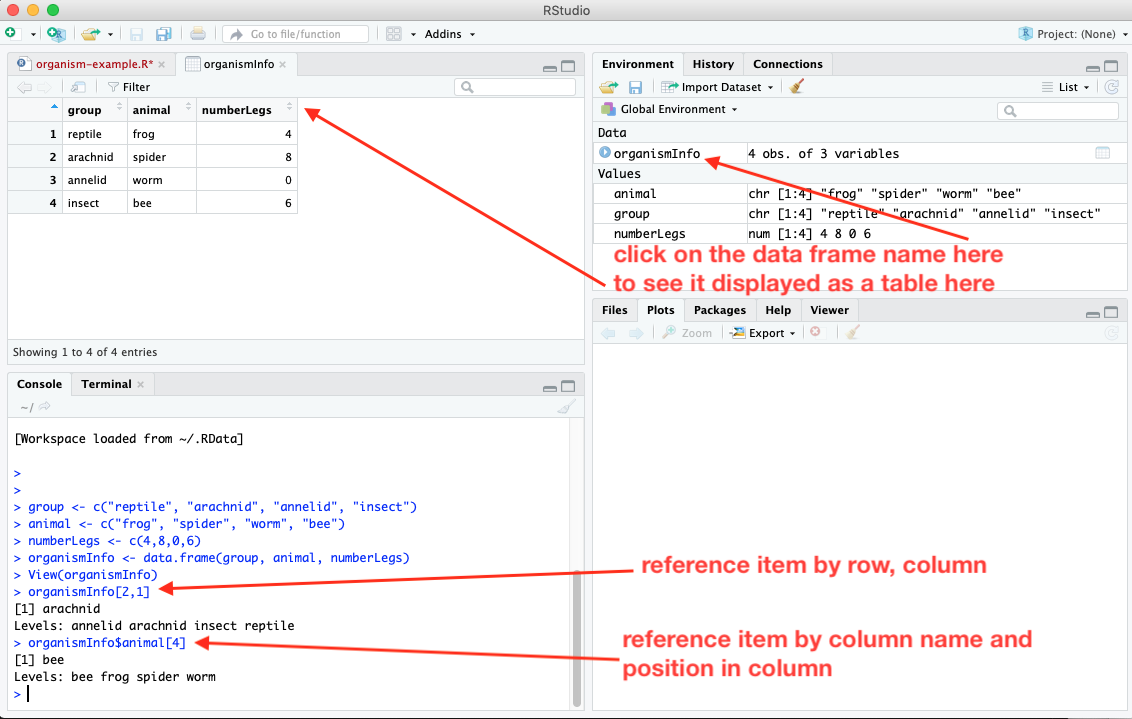 RStudio
Go to file/function
Addins
Project: (None)
organism-example.R*
organismInfo
Filter
group animal numberLegs
1 reptile frog 4
2 arachnid spider 8
3 annelid worm 0
4 insect bee 6
Showing 1 to 4 of 4 entries
Environment History Connections
Import Dataset
List
Global Environment
Data
organismInfo 4 obs. of 3 variables
Values
animal chr [1:4] "frog" "spider" "worm" "bee"
group chr [1:4] "reptile" "arachnid" "annelid" "insect"
numberLegs num [1:4] 4 8 0 6
click on the data frame name here
to see it displayed as a table here
Files Plots Packages Help Viewer
Zoom Export
Console Terminal
~/
[Workspace loaded from ~/.RData]
>
>
> group <- c("reptile", "arachnid", "annelid", "insect")
> animal <- c("frog", "spider", "worm", "bee")
> numberLegs <- c(4,8,0,6)
> organismInfo <- data.frame(group, animal, numberLegs)
> View(organismInfo)
> organismInfo[2,1]
[1] arachnid
Levels: annelid arachnid insect reptile
> organismInfo$animal[4]
[1] bee
Levels: bee frog spider worm
>
reference item by row, column
reference item by column name and
position in column